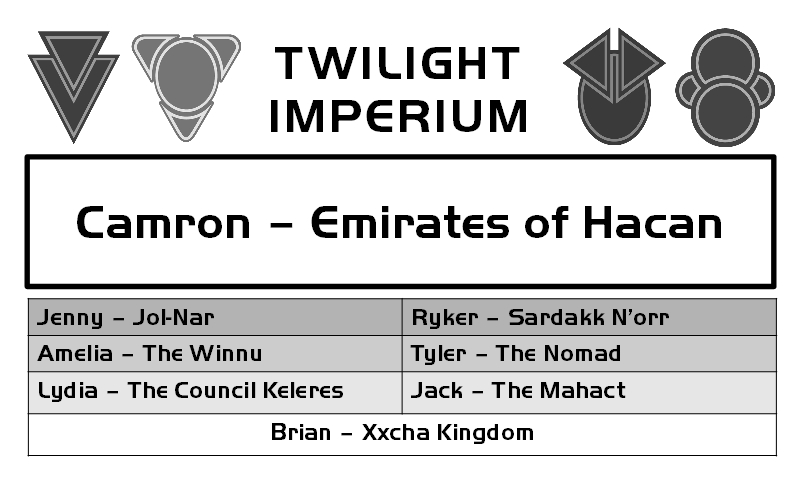 TWILIGHT
IMPERIUM
Camron – Emirates of Hacan
Jenny – Jol-Nar
Ryker – Sardakk N'orr
Amelia – The Winnu
Tyler – The Nomad
Lydia – The Council Keleres
Jack – The Mahact
Brian – Xxcha Kingdom